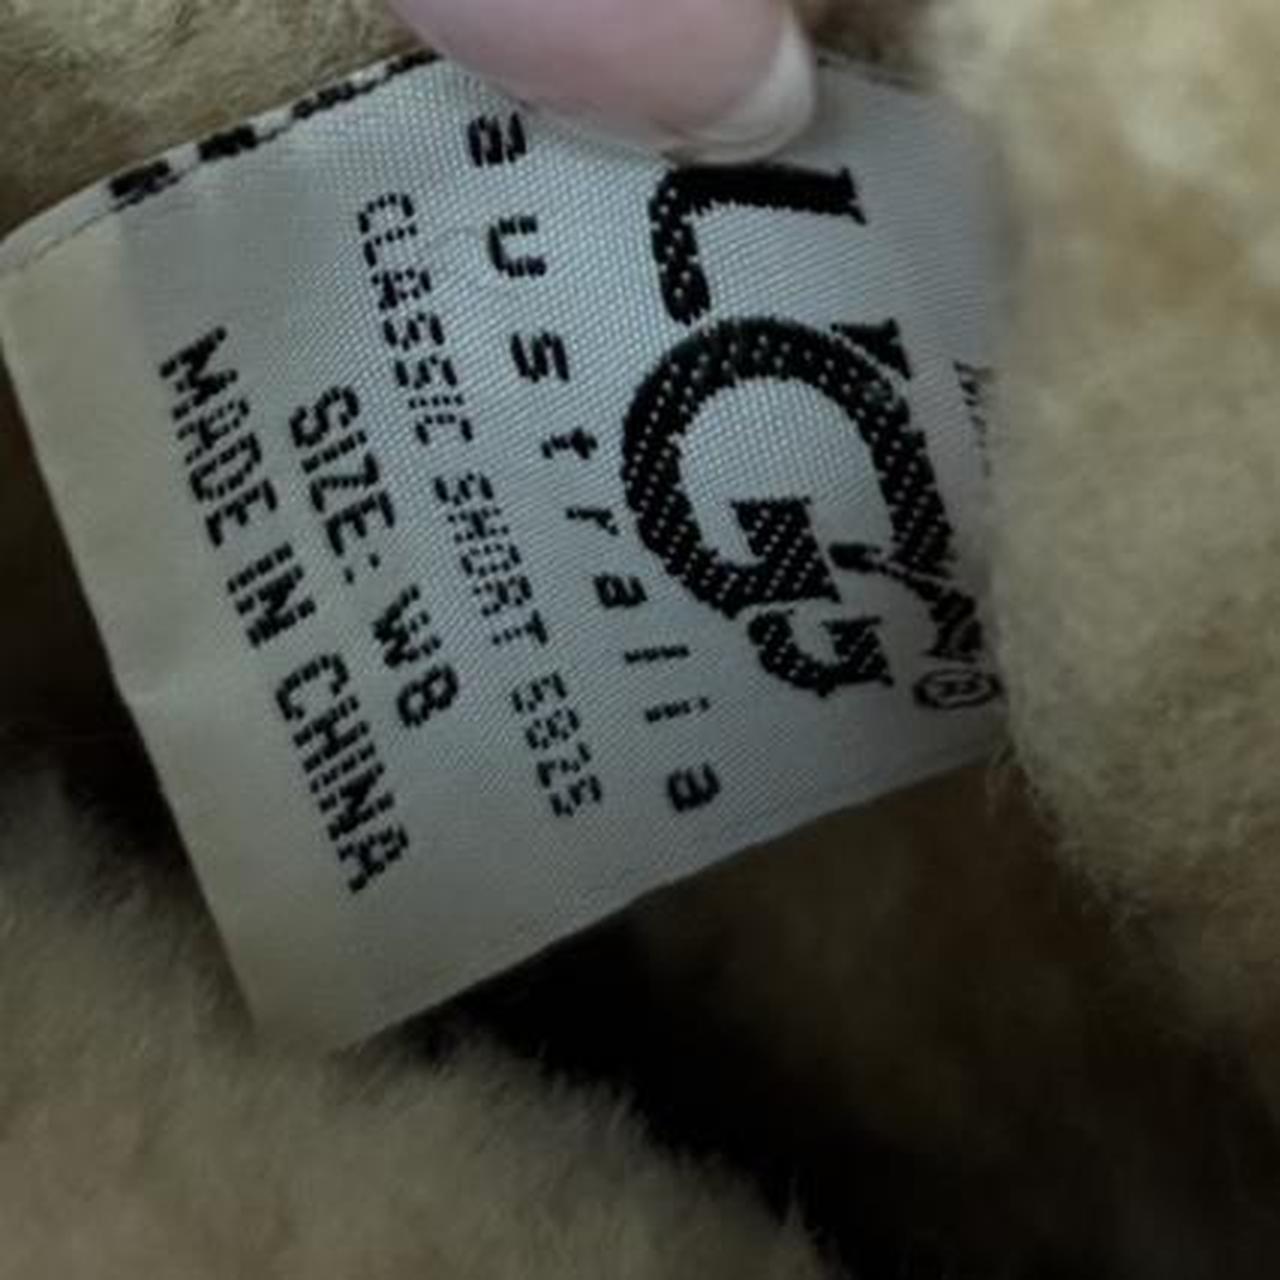 UGG®
australia
CLASSIC SHORT 5825
SIZE: W8
MADE IN CHINA